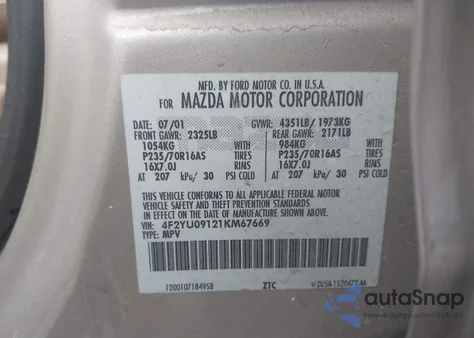 MFD. BY FORD MOTOR CO. IN U.S.A.
FOR MAZDA MOTOR CORPORATION
DATE: 07/01 GVWR: 4351LB/ 1973KG
FRONT GAWR: 2325LB REAR GAWR: 2171LB
1054KG 984KG
P235/70R16AS TIRES P235/70R16AS TIRES
16X7.0J RIMS 16X7.0J RIMS
AT 207 kPa/ 30 PSI COLD AT 207 kPa/ 30 PSI COLD
THIS VEHICLE CONFORMS TO ALL APPLICABLE FEDERAL MOTOR
VEHICLE SAFETY AND BUMPER STANDARDS IN EFFECT ON THE DATE OF
MANUFACTURE SHOWN ABOVE.
VIN: 4F2YU09121KM67669
TYPE: MPV
1200107184958 ZTC
autoSnap